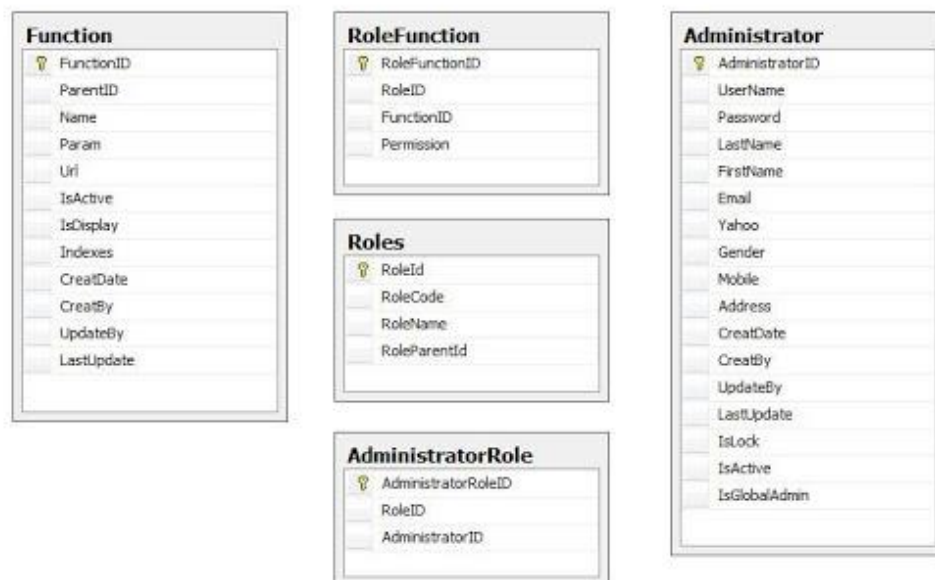 Function
FunctionID
ParentID
Name
Param
Url
IsActive
IsDisplay
Indexes
CreatDate
CreatBy
UpdateBy
LastUpdate
RoleFunction
RoleFunctionID
RoleID
FunctionID
Permission
Roles
RoleId
RoleCode
RoleName
RoleParentId
AdministratorRole
AdministratorRoleID
RoleID
AdministratorID
Administrator
AdministratorID
UserName
Password
LastName
FirstName
Email
Yahoo
Gender
Mobile
Address
CreatDate
CreatBy
UpdateBy
LastUpdate
IsLock
IsActive
IsGlobalAdmin